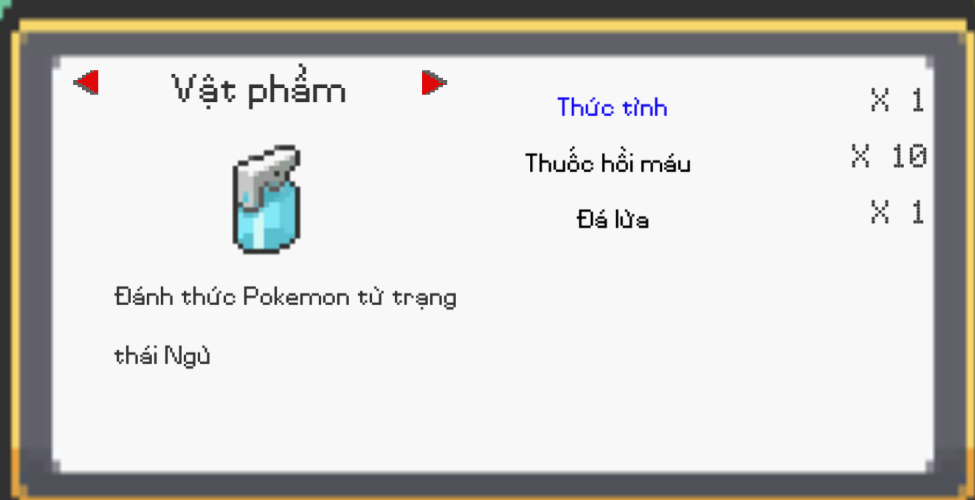 Vật phẩm
Thức tỉnh X 1
Thuốc hồi máu X 10
Đá lửa X 1
Đánh thức Pokemon từ trạng
thái Ngủ